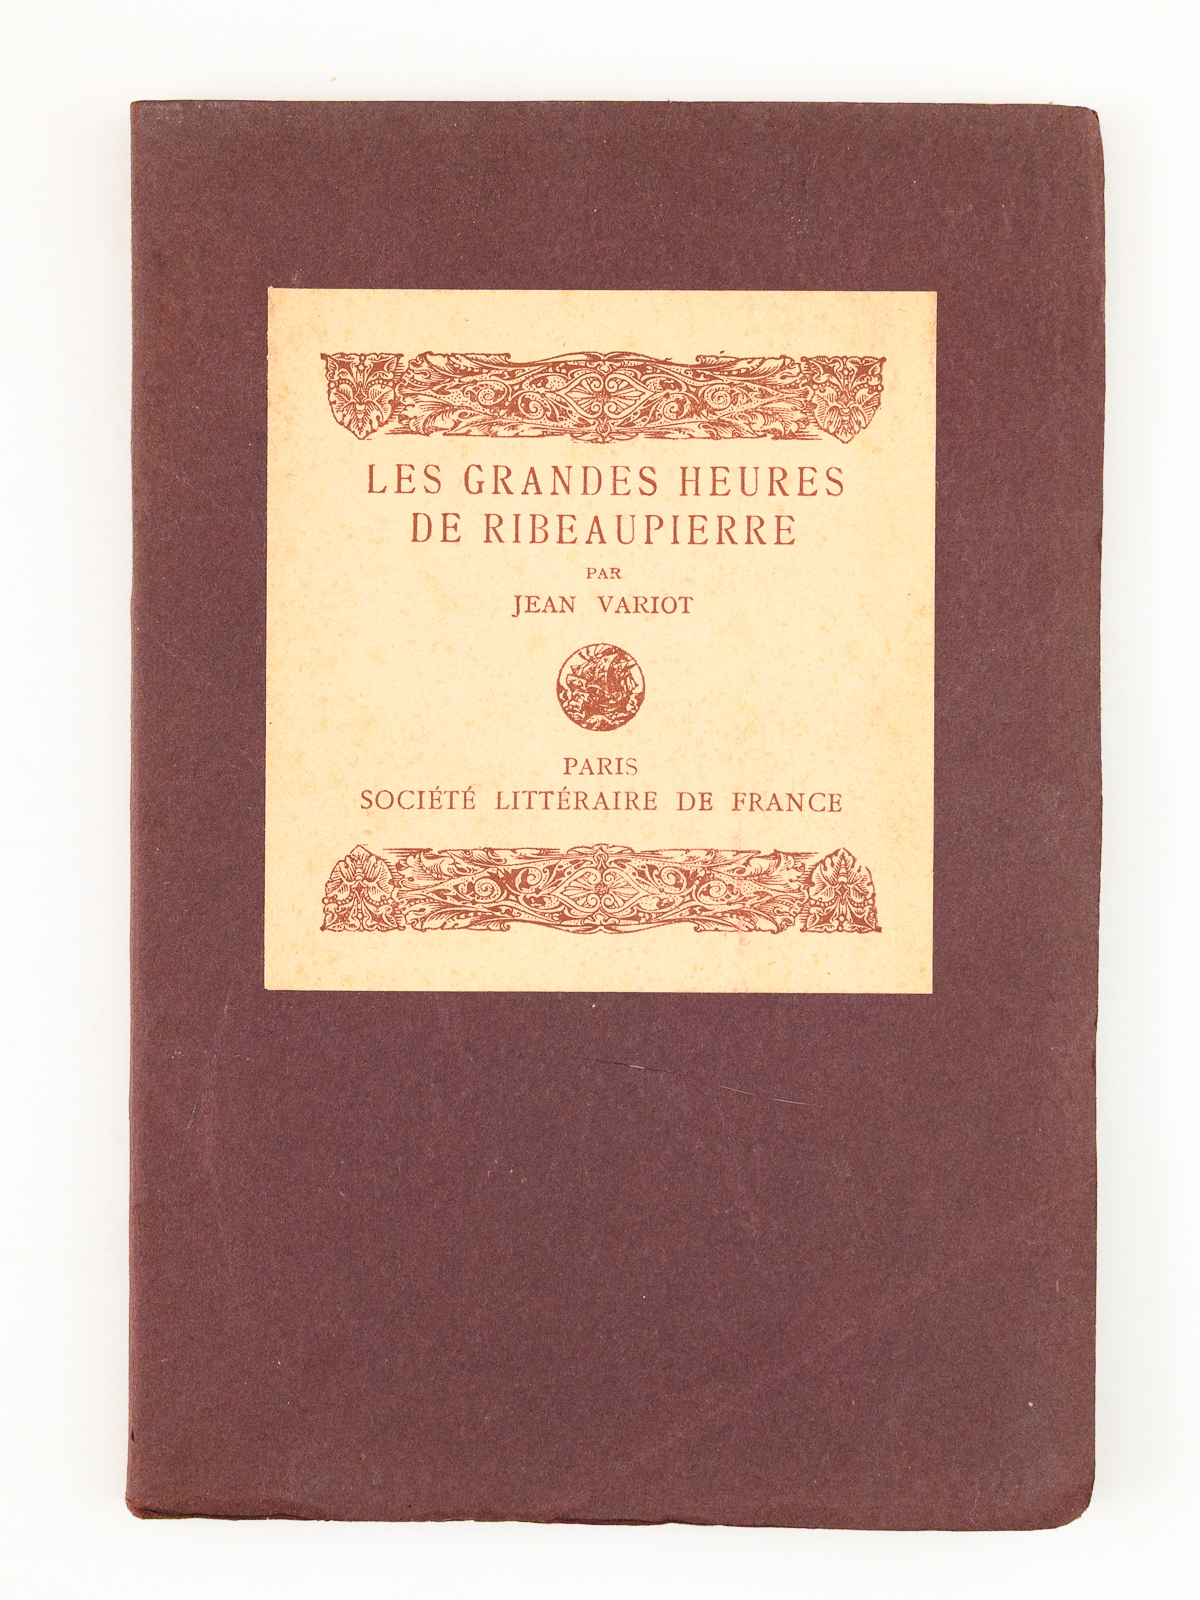 LES GRANDES HEURES
DE RIBEAUPIERRE
PAR
JEAN VARIOT
PARIS
SOCIÉTÉ LITTÉRAIRE DE FRANCE